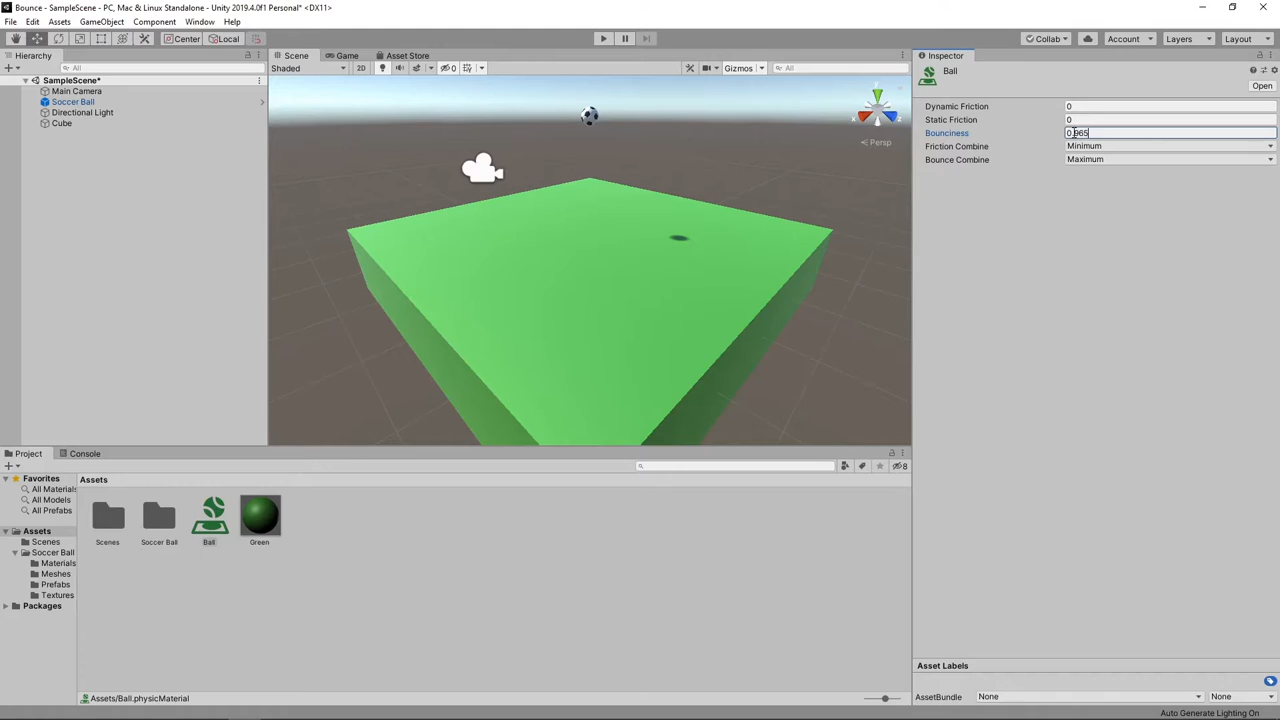 Bounce - SampleScene - PC, Mac & Linux Standalone - Unity 2019.4.0f1 Personal* <DX11>
File Edit Assets GameObject Component Window Help
Center Local Collab Account Layers Layout
Hierarchy
All
SampleScene*
Main Camera
Soccer Ball
Directional Light
Cube
Scene Game Asset Store
Shaded 2D 0 Gizmos All
Persp
Inspector
Ball
Open
Dynamic Friction 0
Static Friction 0
Bounciness 0.965
Friction Combine Minimum
Bounce Combine Maximum
Project Console
8
Favorites
All Materials
All Models
All Prefabs
Assets
Scenes
Soccer Ball
Materials
Meshes
Prefabs
Textures
Packages
Assets
Scenes Soccer Ball Ball Green
Assets/Ball.physicMaterial
Asset Labels
AssetBundle None None
Auto Generate Lighting On